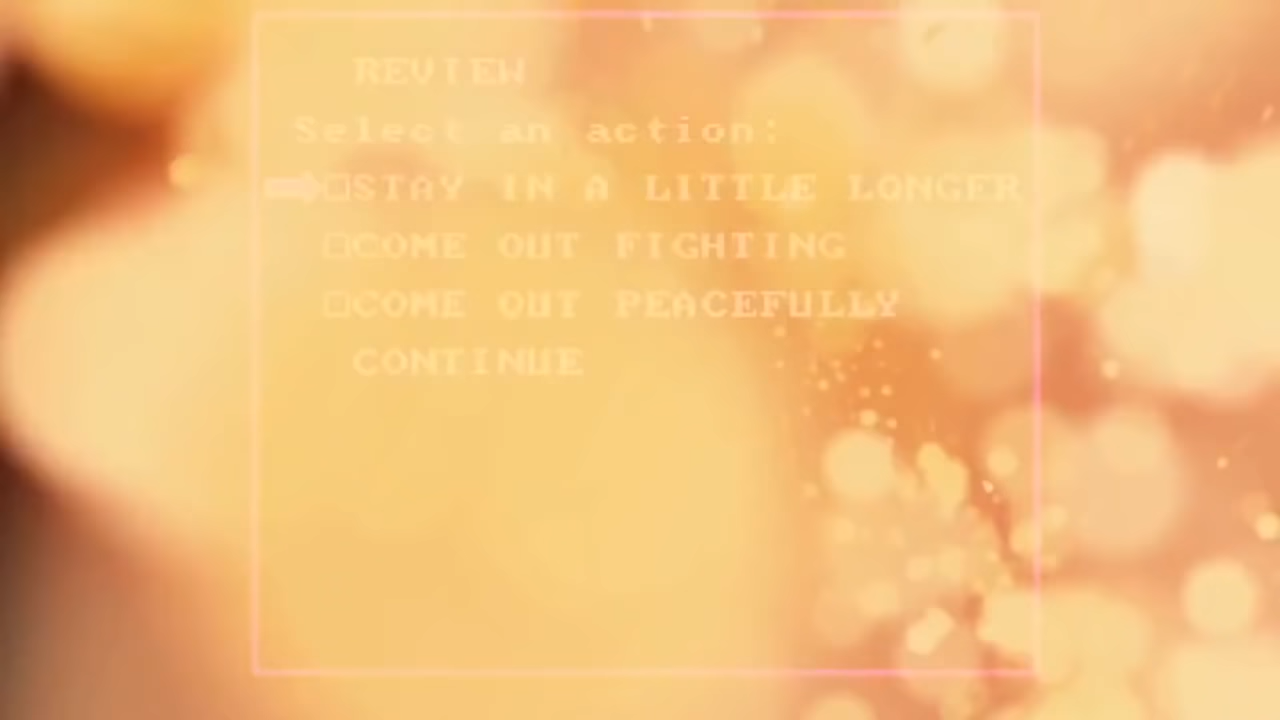 REVIEW
Select an action:
STAY IN A LITTLE LONGER
COME OUT FIGHTING
COME OUT PEACEFULLY
CONTINUE